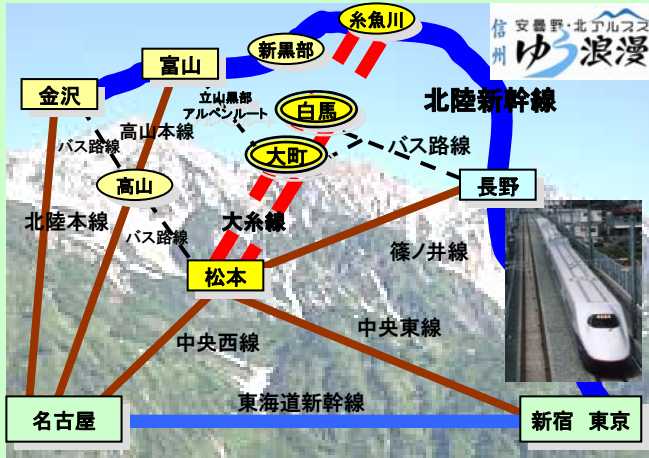 糸魚川
信州
安曇野・北アルプス
ゆう浪漫
新黒部
富山
金沢
立山黒部
アルペンルート
白馬
北陸新幹線
高山本線
バス路線
大町
バス路線
高山
長野
北陸本線
バス路線
大糸線
松本
篠ノ井線
中央西線
中央東線
東海道新幹線
名古屋
新宿 東京